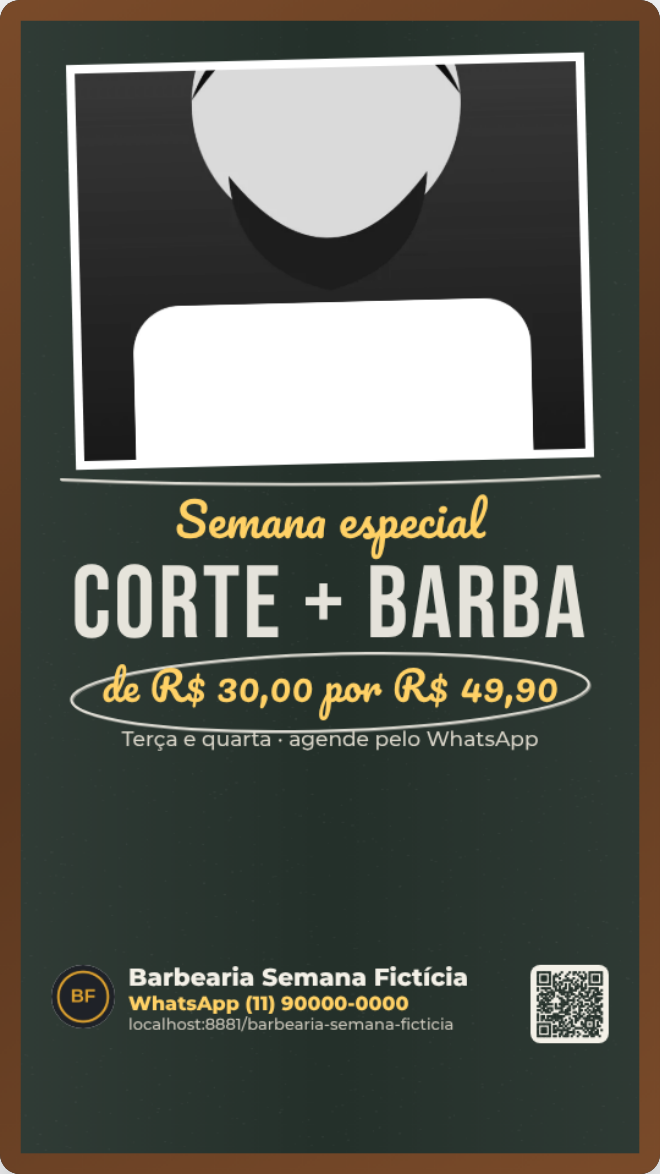 Semana especial
CORTE + BARBA
de R$ 30,00 por R$ 49,90
Terça e quarta · agende pelo WhatsApp
BF
Barbearia Semana Fictícia
WhatsApp (11) 90000-0000
localhost:8881/barbearia-semana-ficticia